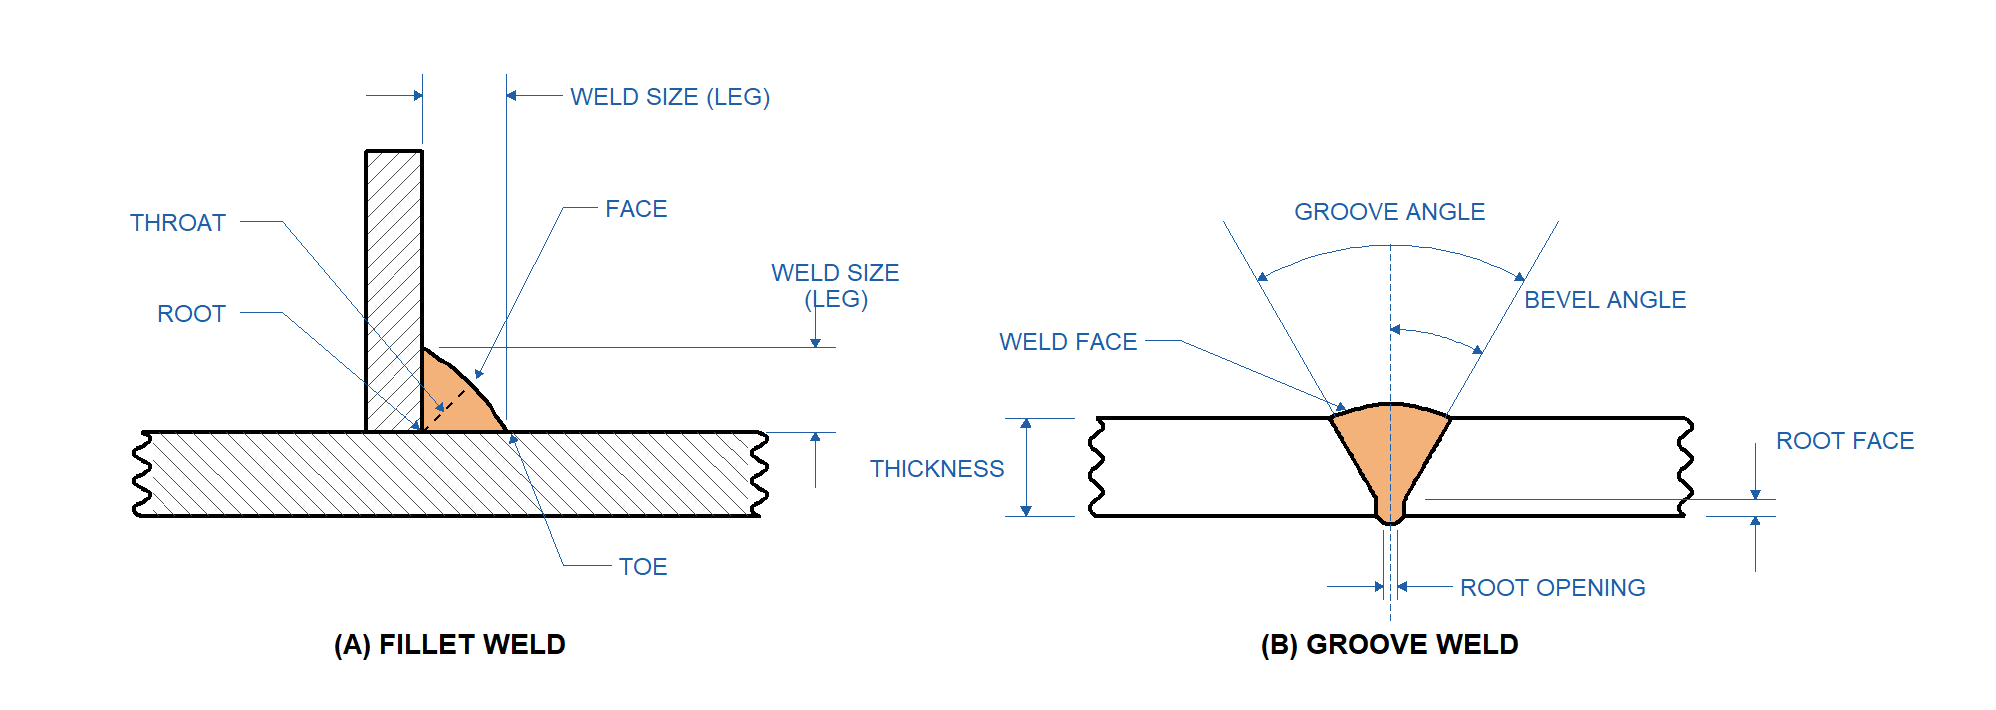 WELD SIZE (LEG)
THROAT
FACE
WELD SIZE
(LEG)
ROOT
TOE
(A) FILLET WELD
GROOVE ANGLE
BEVEL ANGLE
WELD FACE
THICKNESS
ROOT FACE
ROOT OPENING
(B) GROOVE WELD